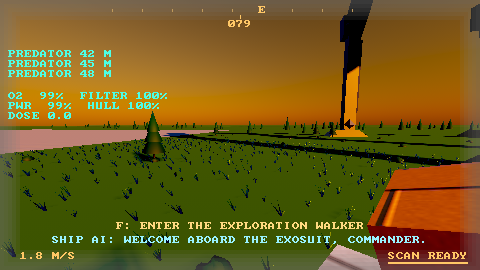 E
079
PREDATOR 42 M
PREDATOR 45 M
PREDATOR 48 M
O2 99% FILTER 100%
PWR 99% HULL 100%
DOSE 0.0
F: ENTER THE EXPLORATION WALKER
SHIP AI: WELCOME ABOARD THE EXOSUIT, COMMANDER.
1.8 M/S
SCAN READY